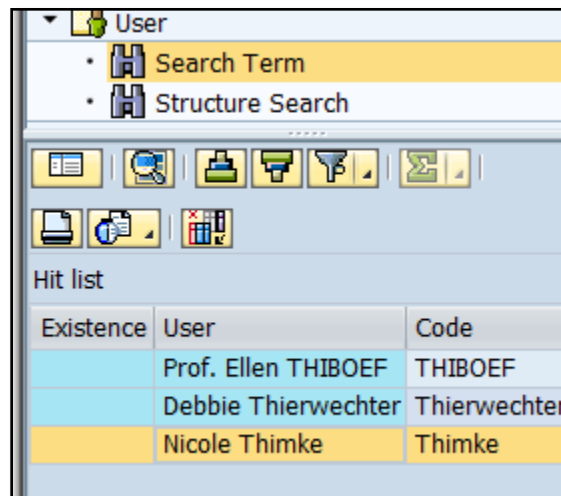 User
Search Term
Structure Search
Hit list
Existence User Code
Prof. Ellen THIBOEF THIBOEF
Debbie Thierwechter Thierwechter
Nicole Thimke Thimke